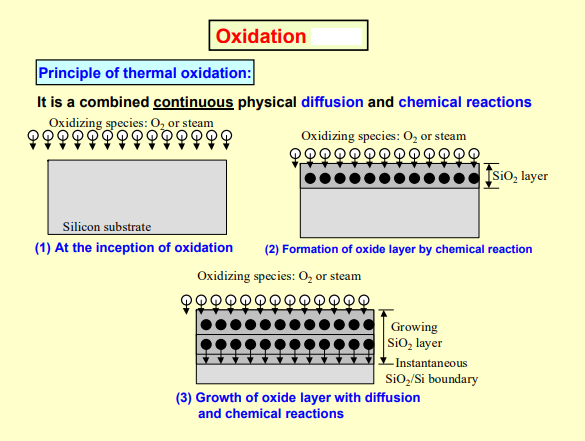 Oxidation
Principle of thermal oxidation:
It is a combined continuous physical diffusion and chemical reactions
Oxidizing species: O₂ or steam
Silicon substrate
(1) At the inception of oxidation
Oxidizing species: O₂ or steam
SiO₂ layer
(2) Formation of oxide layer by chemical reaction
Oxidizing species: O₂ or steam
Growing
SiO₂ layer
Instantaneous
SiO₂/Si boundary
(3) Growth of oxide layer with diffusion
and chemical reactions